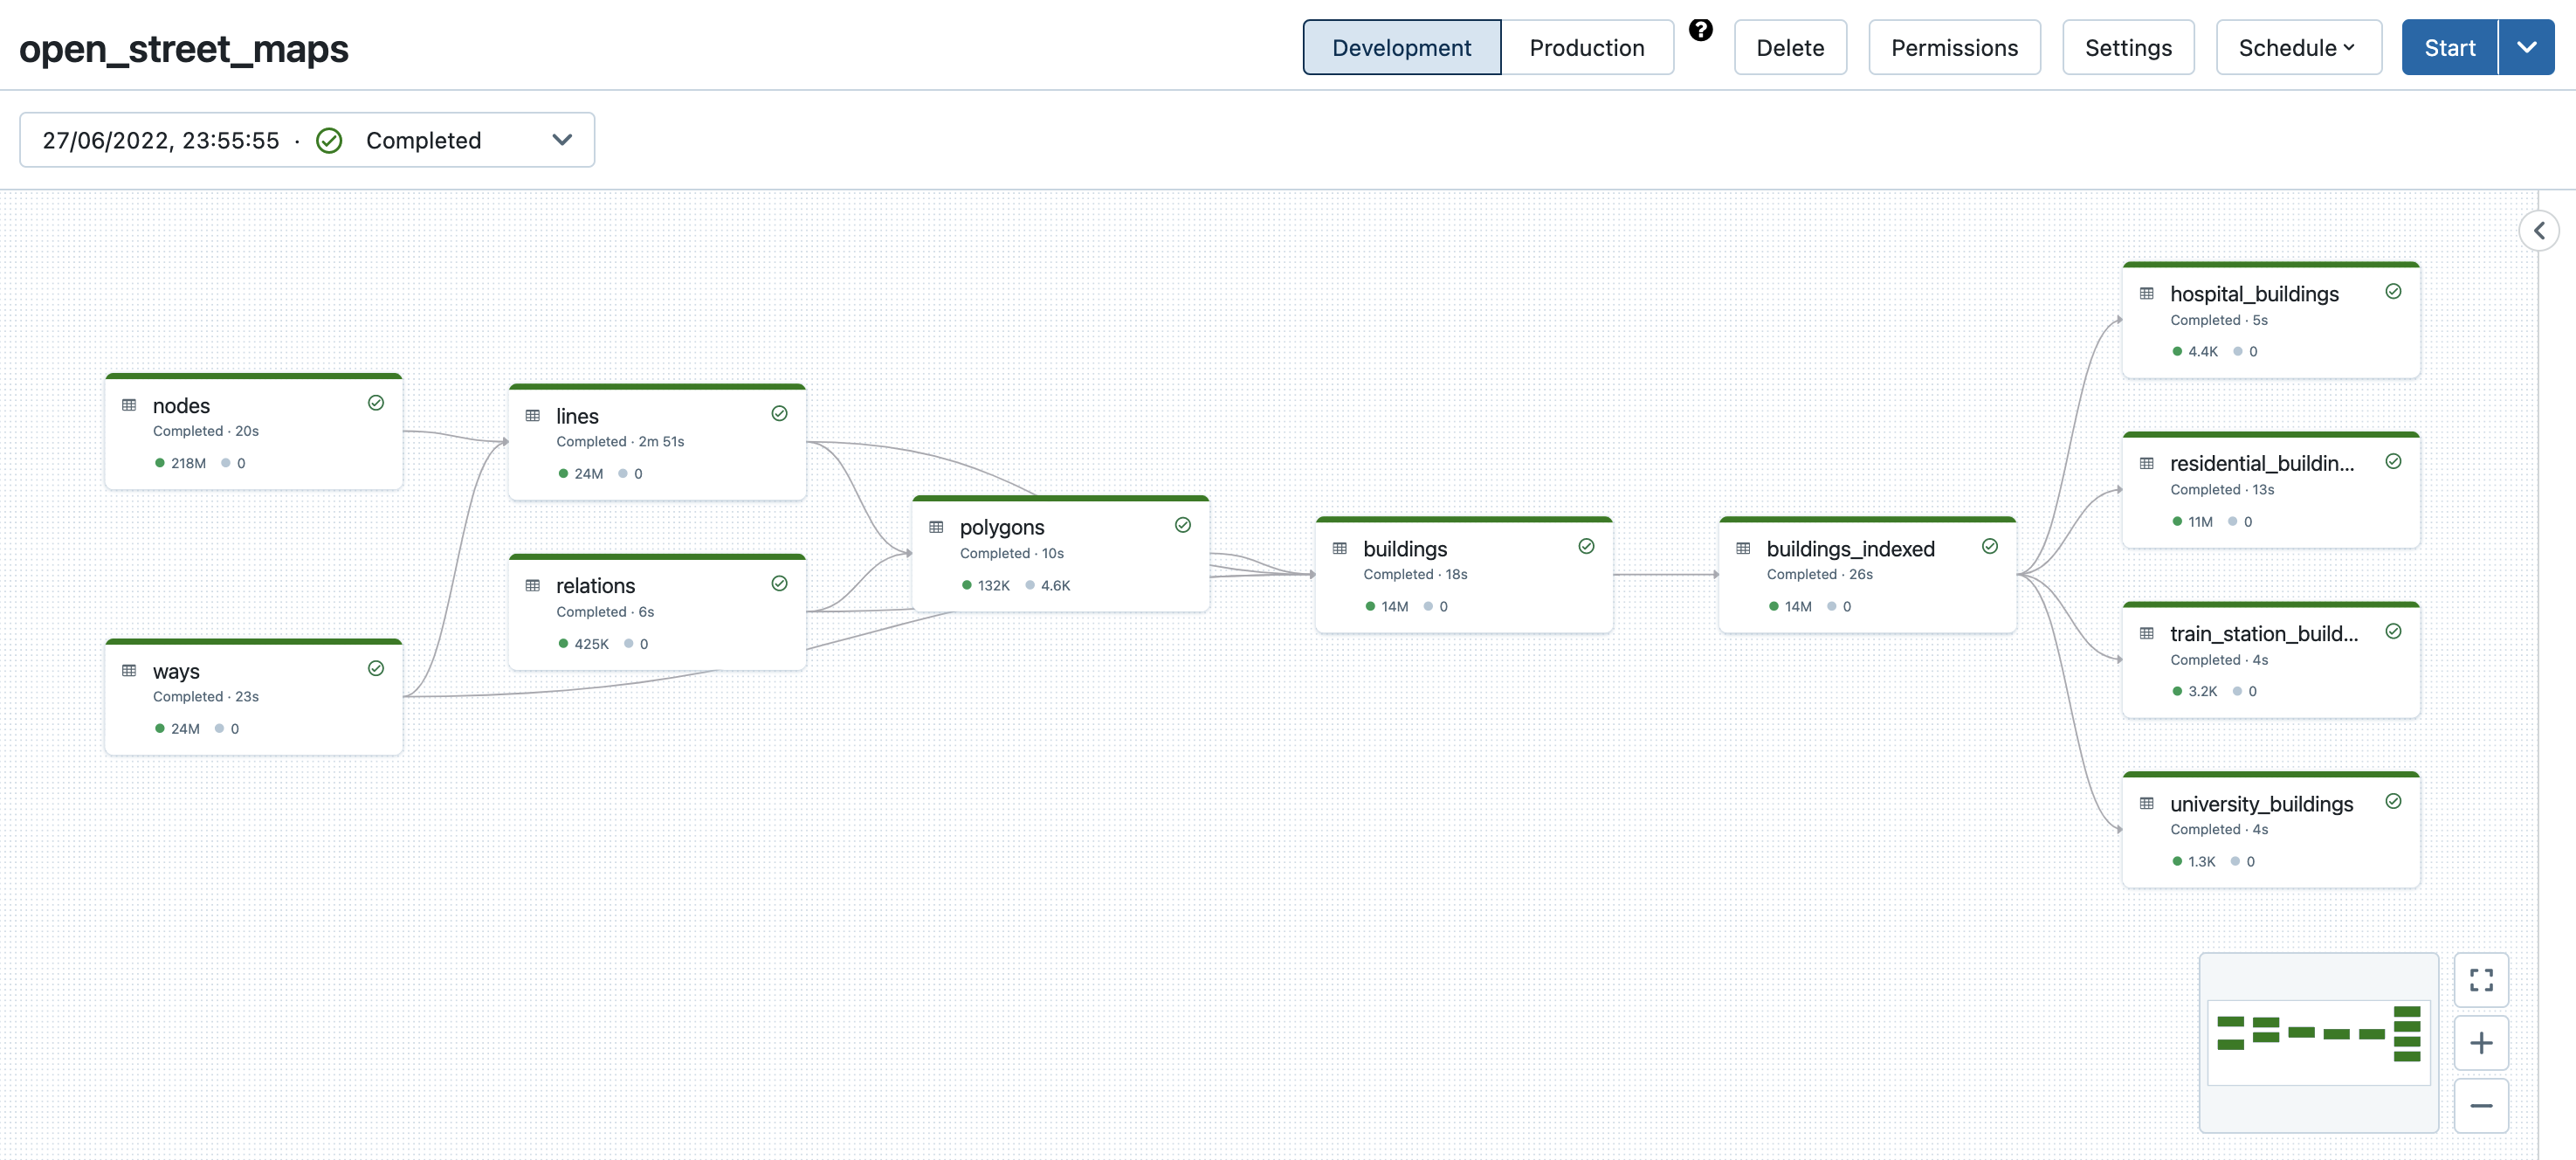 open_street_maps
Development
Production
?
Delete
Permissions
Settings
Schedule
Start
27/06/2022, 23:55:55 · Completed
nodes
Completed · 20s
218M 0
ways
Completed · 23s
24M 0
lines
Completed · 2m 51s
24M 0
relations
Completed · 6s
425K 0
polygons
Completed · 10s
132K 4.6K
buildings
Completed · 18s
14M 0
buildings_indexed
Completed · 26s
14M 0
hospital_buildings
Completed · 5s
4.4K 0
residential_buildin...
Completed · 13s
11M 0
train_station_build...
Completed · 4s
3.2K 0
university_buildings
Completed · 4s
1.3K 0